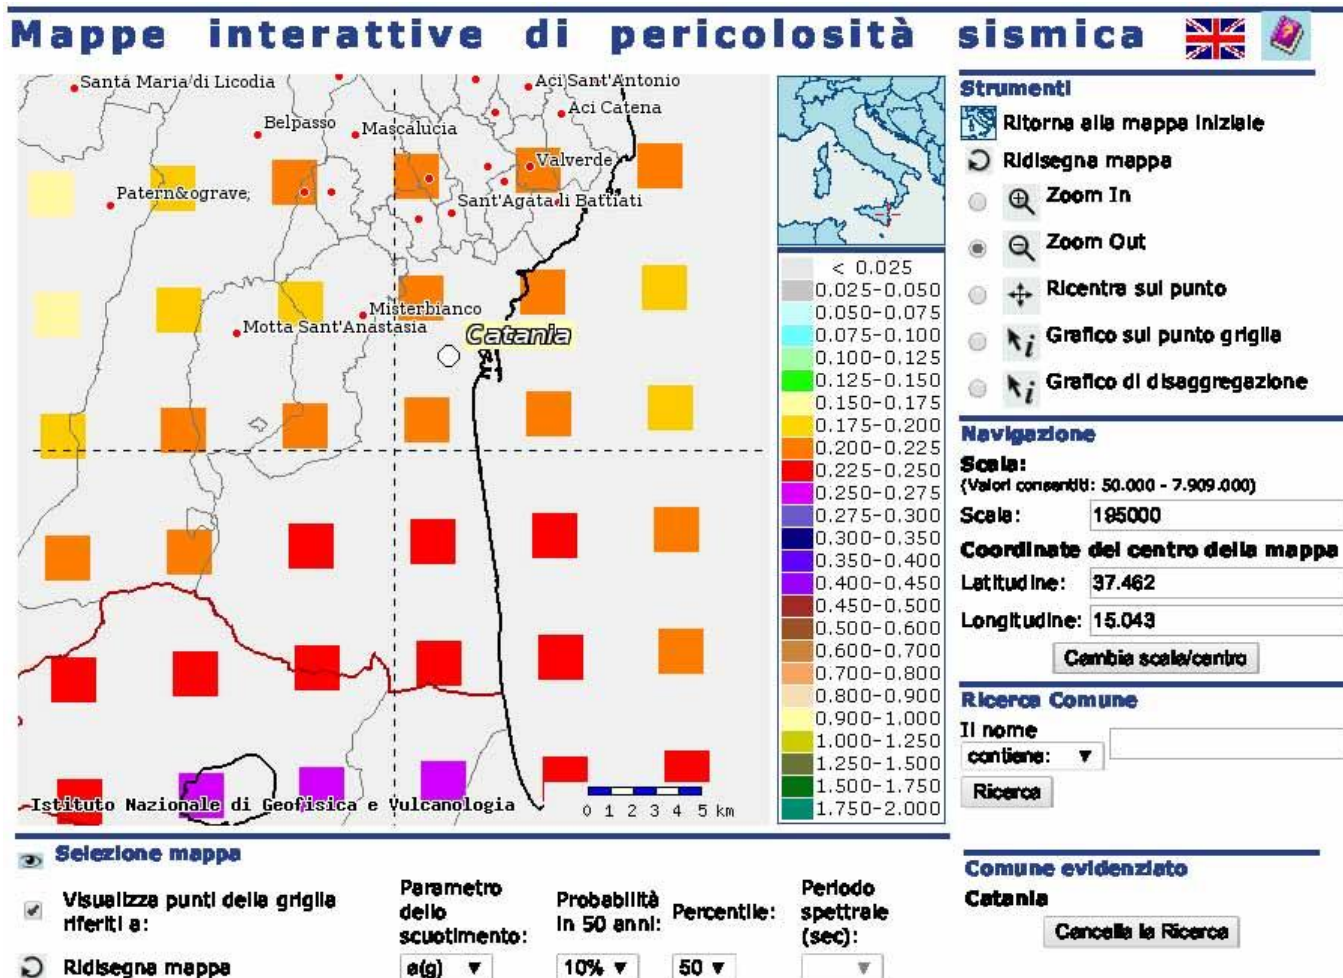 Mappe interattive di pericolosità sismica
Santa Maria di Licodia
Aci Sant'Antonio
Aci Catena
Belpasso
Mascalucia
Valverde
Patern&ograve;
Sant'Agata li Battiati
Misterbianco
Motta Sant'Anastasia
Catania
Istituto Nazionale di Geofisica e Vulcanologia
0 1 2 3 4 5 km
< 0.025
0.025-0.050
0.050-0.075
0.075-0.100
0.100-0.125
0.125-0.150
0.150-0.175
0.175-0.200
0.200-0.225
0.225-0.250
0.250-0.275
0.275-0.300
0.300-0.350
0.350-0.400
0.400-0.450
0.450-0.500
0.500-0.600
0.600-0.700
0.700-0.800
0.800-0.900
0.900-1.000
1.000-1.250
1.250-1.500
1.500-1.750
1.750-2.000
Strumenti
Ritorna alla mappa iniziale
Ridisegna mappa
Zoom In
Zoom Out
Ricentra sul punto
Grafico sul punto griglia
Grafico di disaggregazione
Navigazione
Scala:
(Valori consentiti: 50.000 - 7.909.000)
Scala: 185000
Coordinate del centro della mappa
Latitudine: 37.462
Longitudine: 15.043
Cambia scala/centro
Ricerca Comune
Il nome
contiene: ▼
Ricerca
Comune evidenziato
Catania
Cancella la Ricerca
Selezione mappa
Visualizza punti della griglia
riferiti a:
Ridisegna mappa
Parametro
dello
scuotimento:
a(g) ▼
Probabilità
in 50 anni:
10% ▼
Percentile:
50 ▼
Periodo
spettrale
(sec):
▼